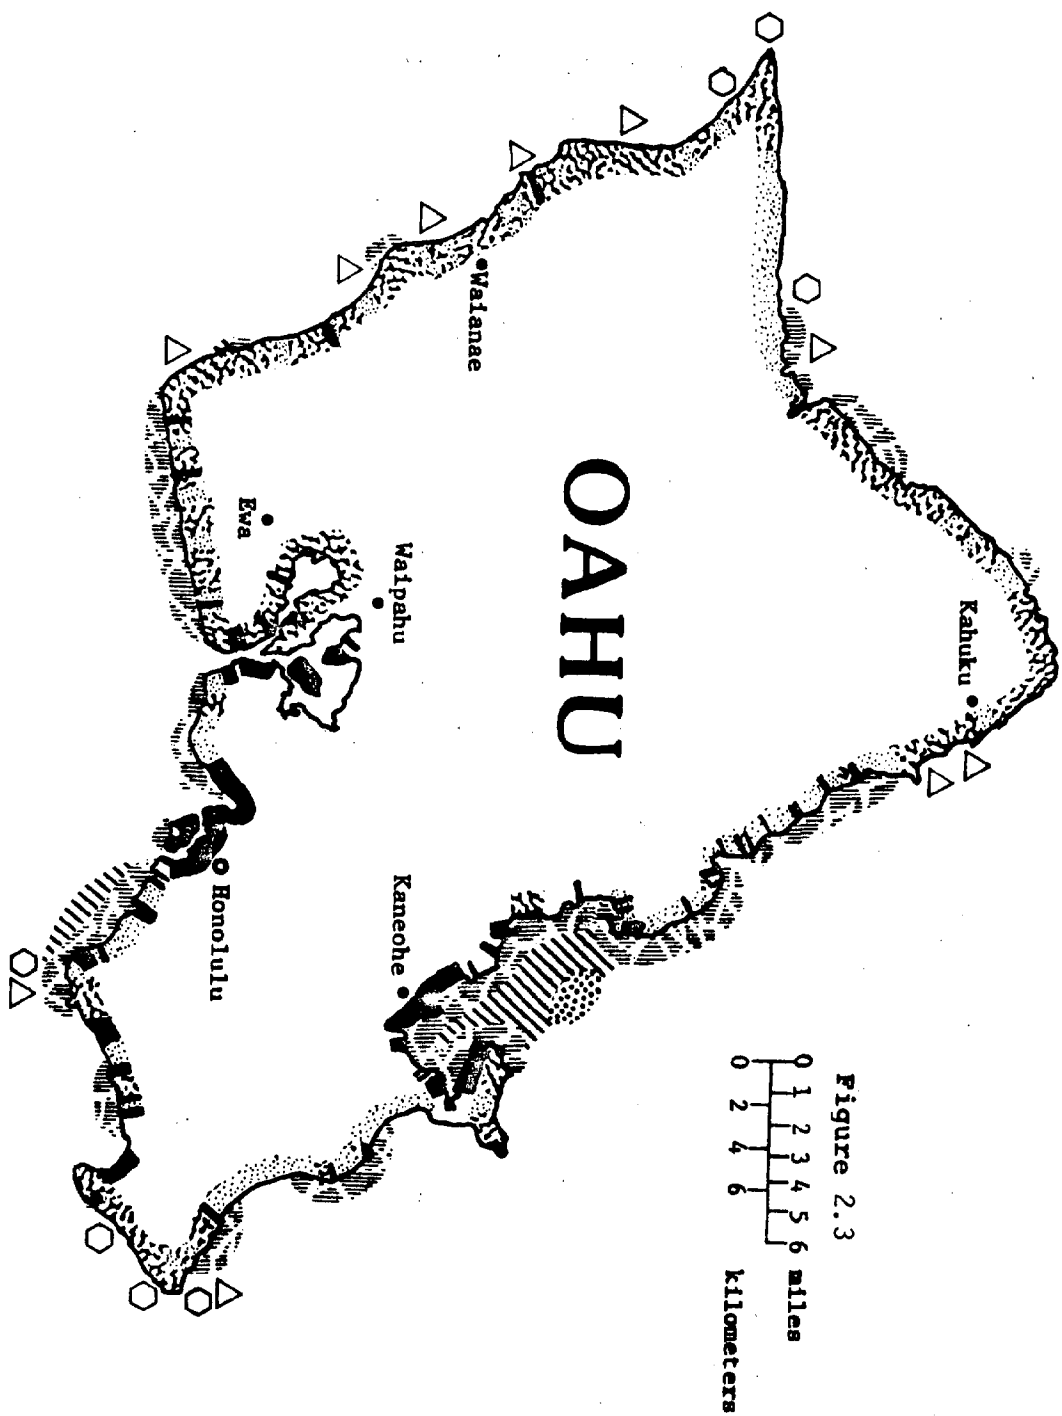 Figure 2.3
0 1 2 3 4 5 6 miles
0 2 4 6 kilometers
Kahuku
OAHU
Waianae
Waipahu
Kaneohe
Ewa
Honolulu